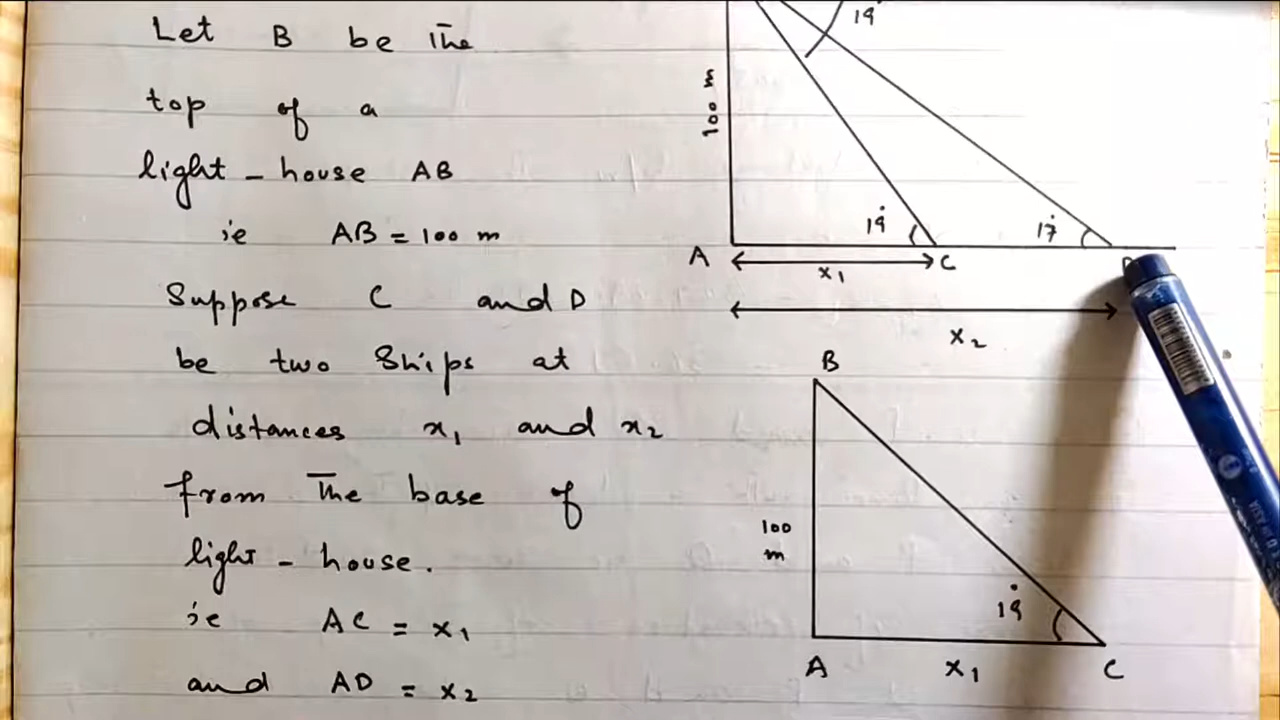 Let B be the
top of a
light - house AB
ie AB = 100 m
Suppose C and D
be two Ships at
distances x₁ and x₂
from The base of
light - house.
ie AC = x₁
and AD = x₂
19°
100 m
19°
17°
A
x₁
C
x₂
B
100
m
19°
A
x₁
C